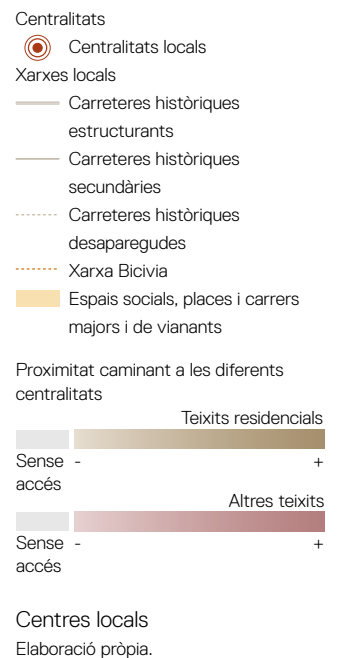 Centralitats
Centralitats locals
Xarxes locals
Carreteres històriques
estructurants
Carreteres històriques
secundàries
Carreteres històriques
desaparegudes
Xarxa Bicivia
Espais socials, places i carrers
majors i de vianants
Proximitat caminant a les diferents
centralitats
Teixits residencials
Sense - +
accés
Altres teixits
Sense - +
accés
Centres locals
Elaboració pròpia.